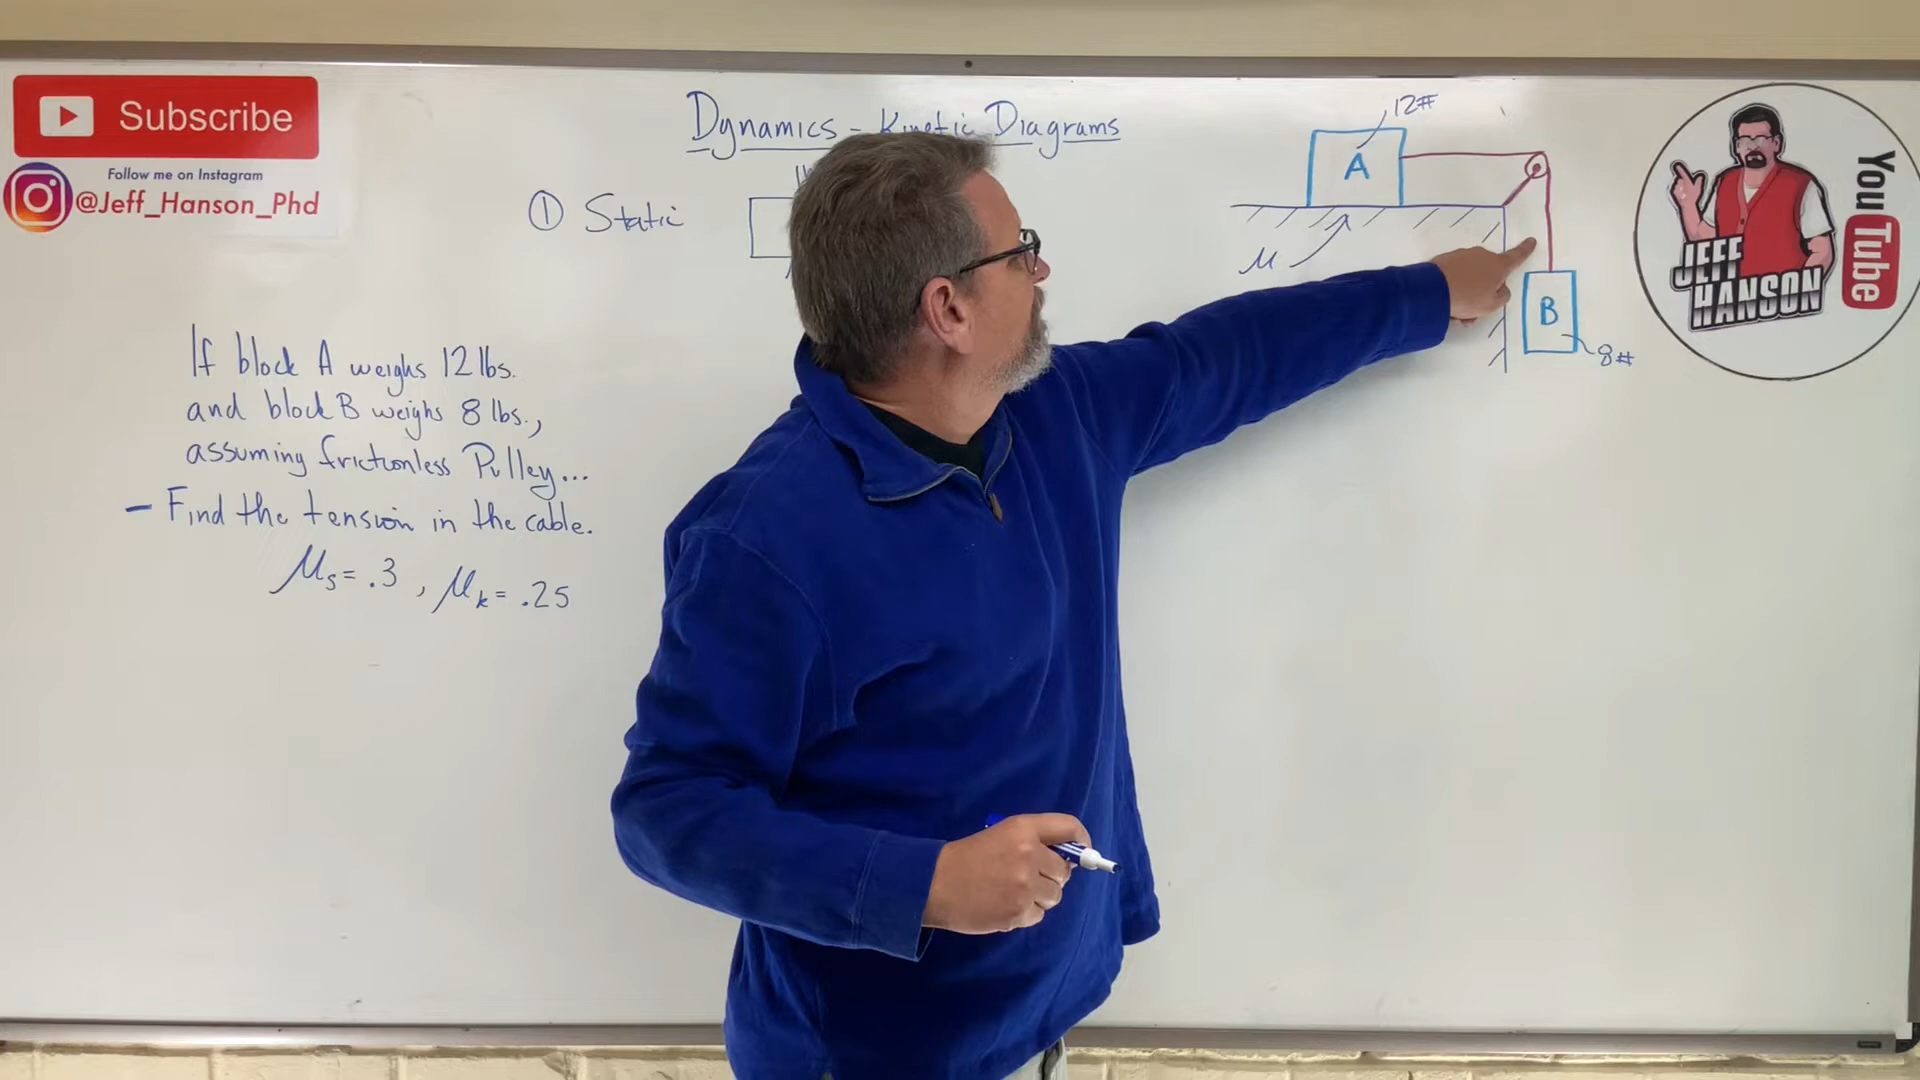 Subscribe
Follow me on Instagram
@Jeff_Hanson_Phd
Dynamics - Kinetic Diagrams
① Static
If block A weighs 12 lbs.
and block B weighs 8 lbs.,
assuming frictionless Pulley...
- Find the tension in the cable.
μs = .3, μk = .25
12#
A
μ
B
8#
JEFF
HANSON
YouTube